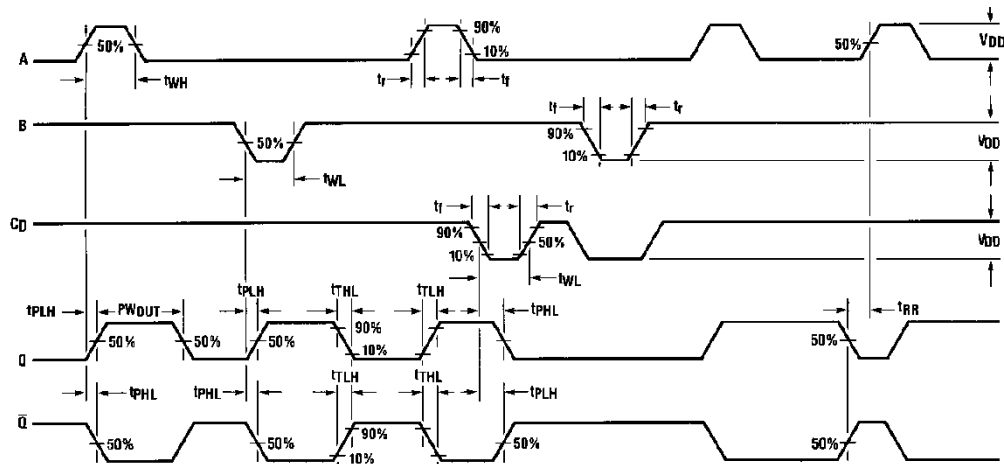 A 50% tWH 90% 10% tr tf 50% VDD
B 50% tWL tf tr 90% 10% VDD
CD tf tr 90% 10% 50% tWL VDD
tPLH PWOUT tPLH tTHL tTLH tPHL tRR
Q 50% 50% 50% 90% 10% 50%
tPHL tPHL tTLH tTHL tPLH
Q̅ 50% 50% 90% 10% 50% 50%